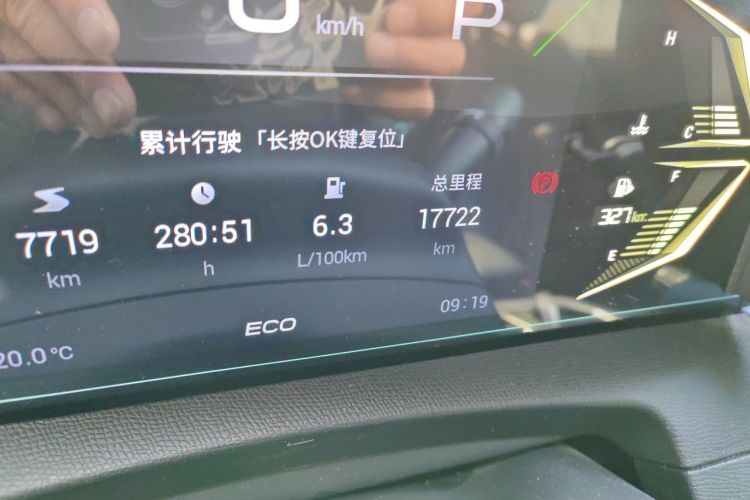 km/h P
H
累计行驶「长按OK键复位」
C
总里程
F
7719 280:51 6.3 17722
327km
km h L/100km km
E
09:19
ECO
20.0°C